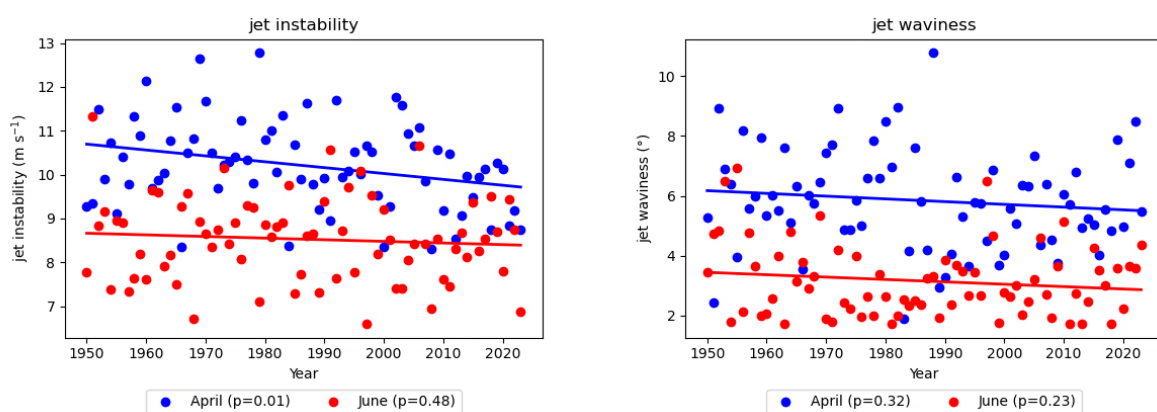 jet instability
13
12
11
10
9
8
7
jet instability (m s⁻¹)
1950 1960 1970 1980 1990 2000 2010 2020
Year
April (p=0.01) June (p=0.48)
jet waviness
10
8
6
4
2
jet waviness (°)
1950 1960 1970 1980 1990 2000 2010 2020
Year
April (p=0.32) June (p=0.23)